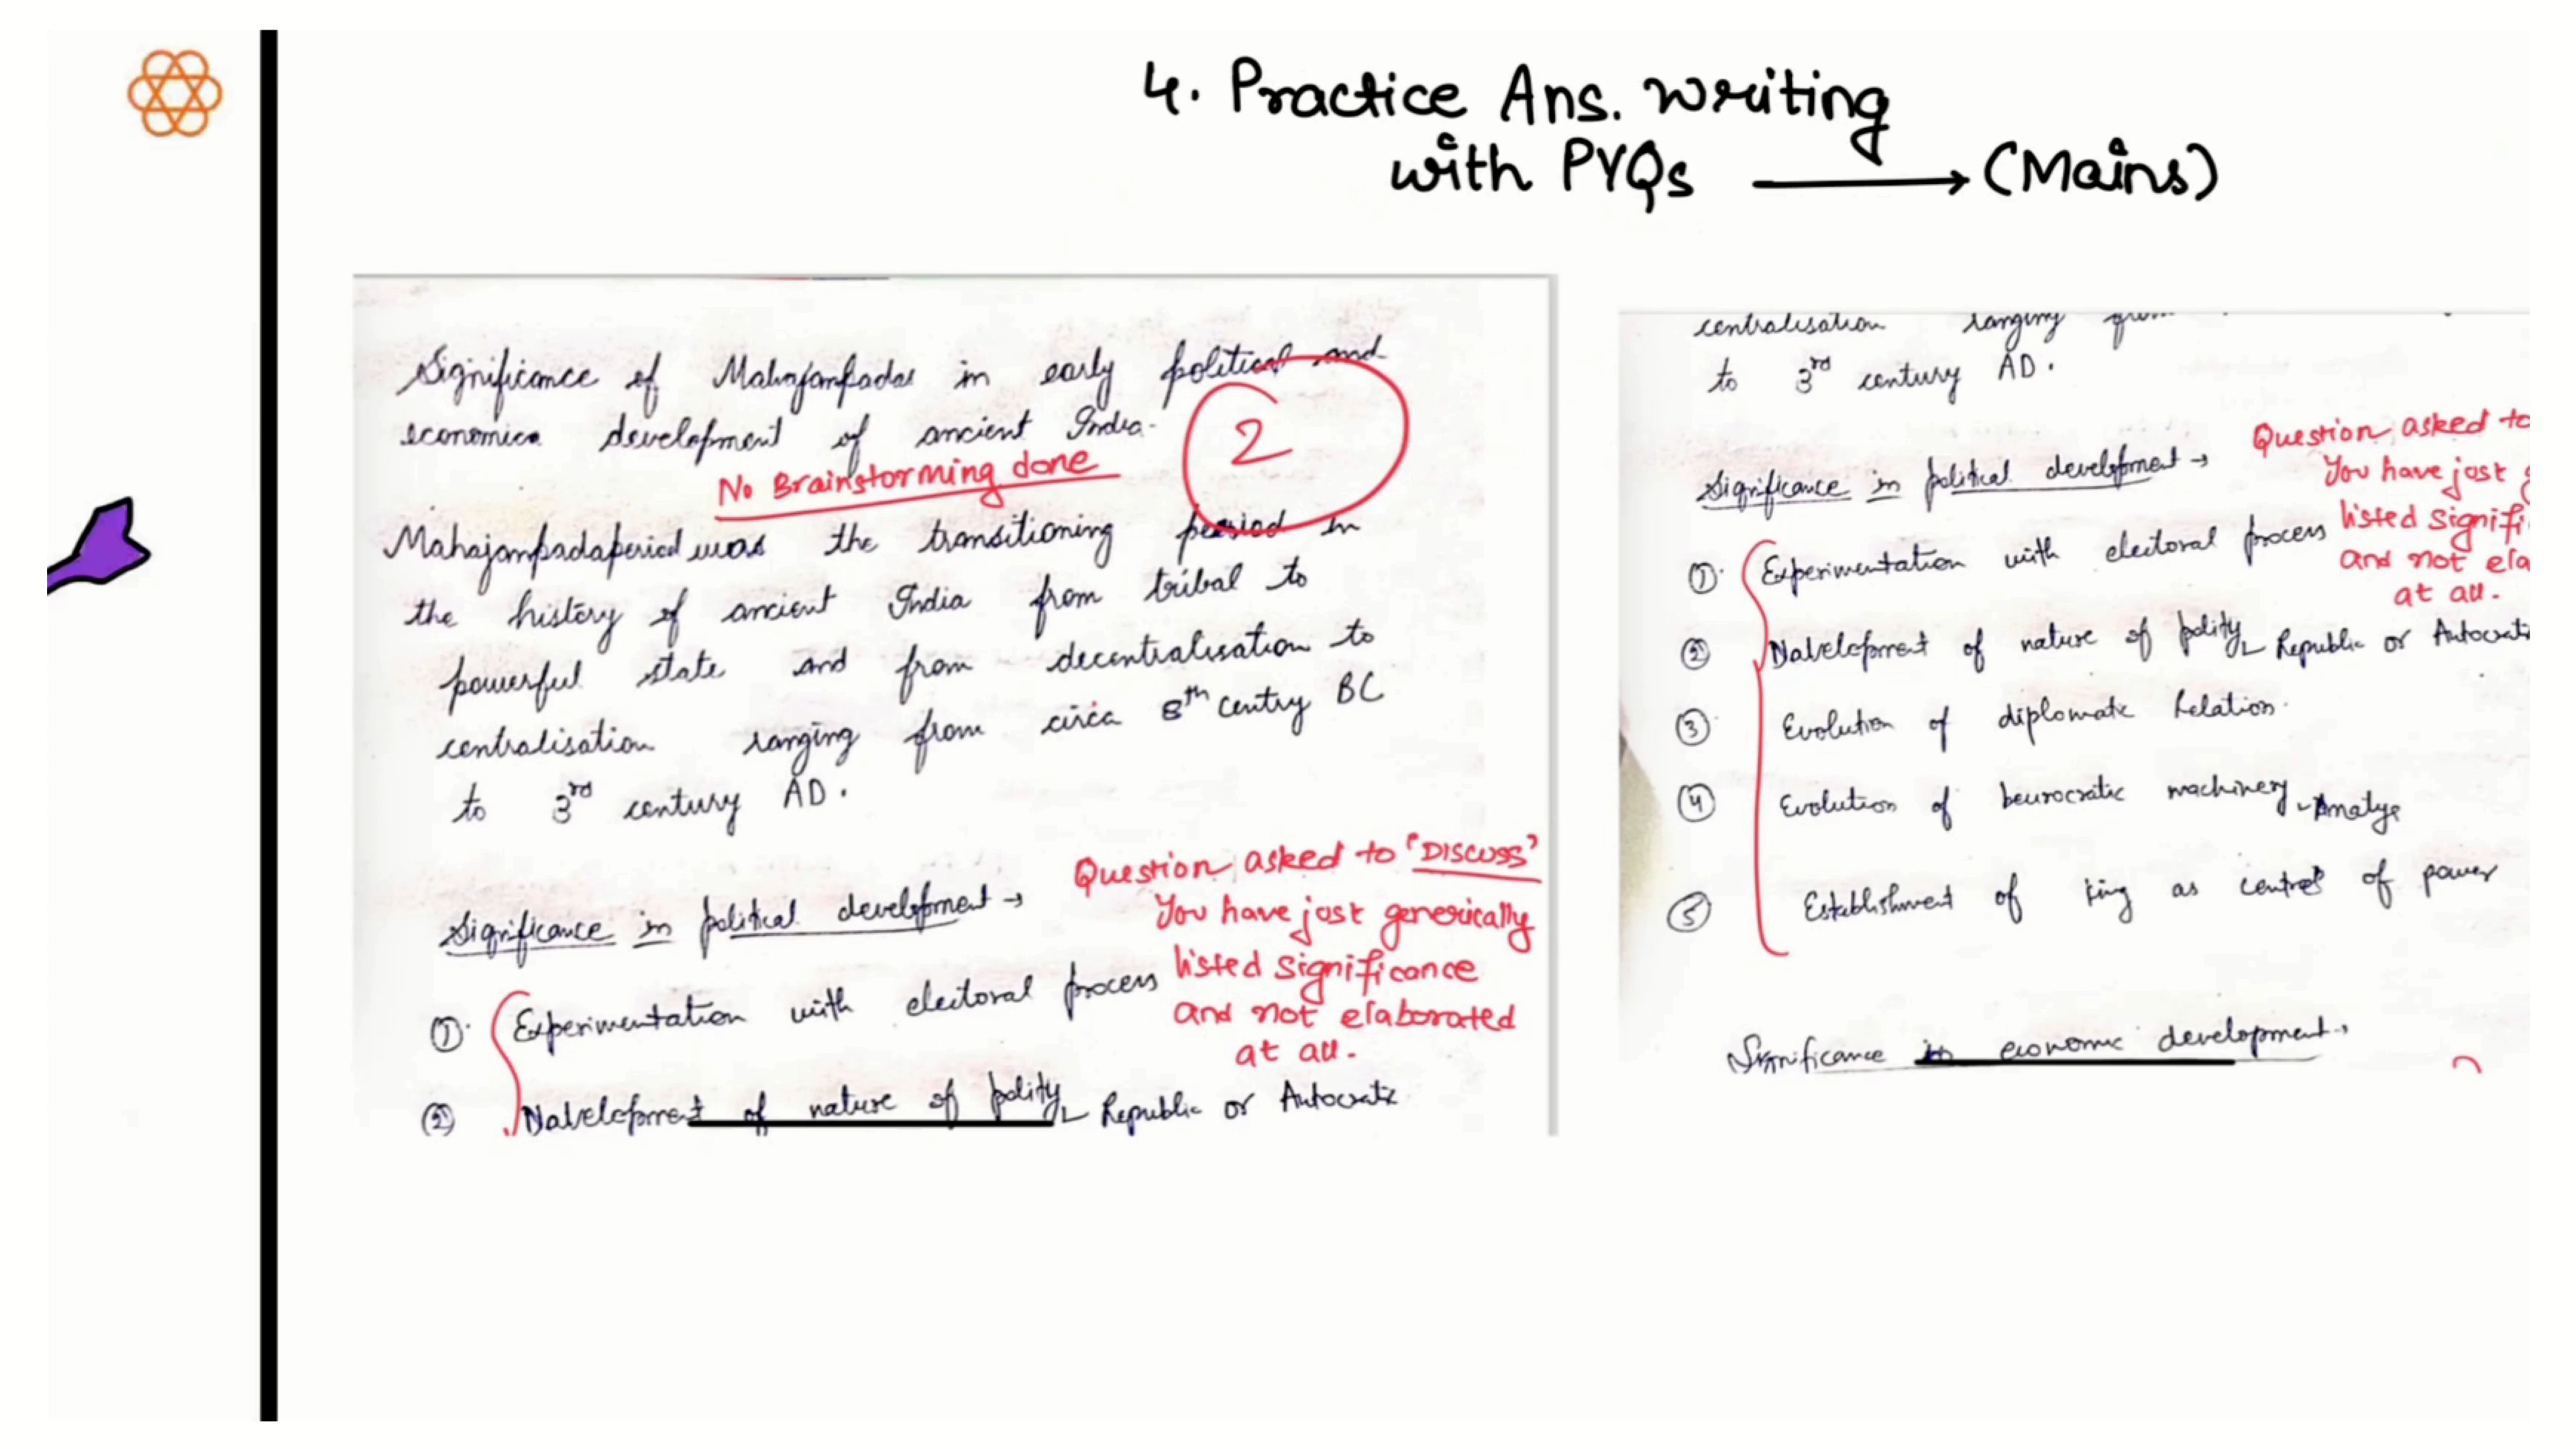 4. Practice Ans. writing
with PYQs → (Mains)
Significance of Mahajanpadas in early political and
economica development of ancient India.
2
No Brainstorming done
Mahajanpadaperiod was the transitioning period in
the history of ancient India from tribal to
powerful state and from decentralisation to
centralisation ranging from circa 8th centry BC
to 3rd century AD.
Question asked to 'DISCUSS'
You have just generically
listed significance
and not elaborated
at all.
Significance in political development →
① Experimentation with electoral process
② Development of nature of polity Republic or Autocratic
centralisation ranging from
to 3rd century AD.
Question asked to
You have just
listed signifi
and not ela
at all.
Significance in political development →
①. Experimentation with electoral process
② Development of nature of polity Republic or Autocrati
③ Evolution of diplomatic relation.
④ Evolution of beurocratic machinery - Amatya
⑤ Establishment of king as central of power
Significance in economic development →